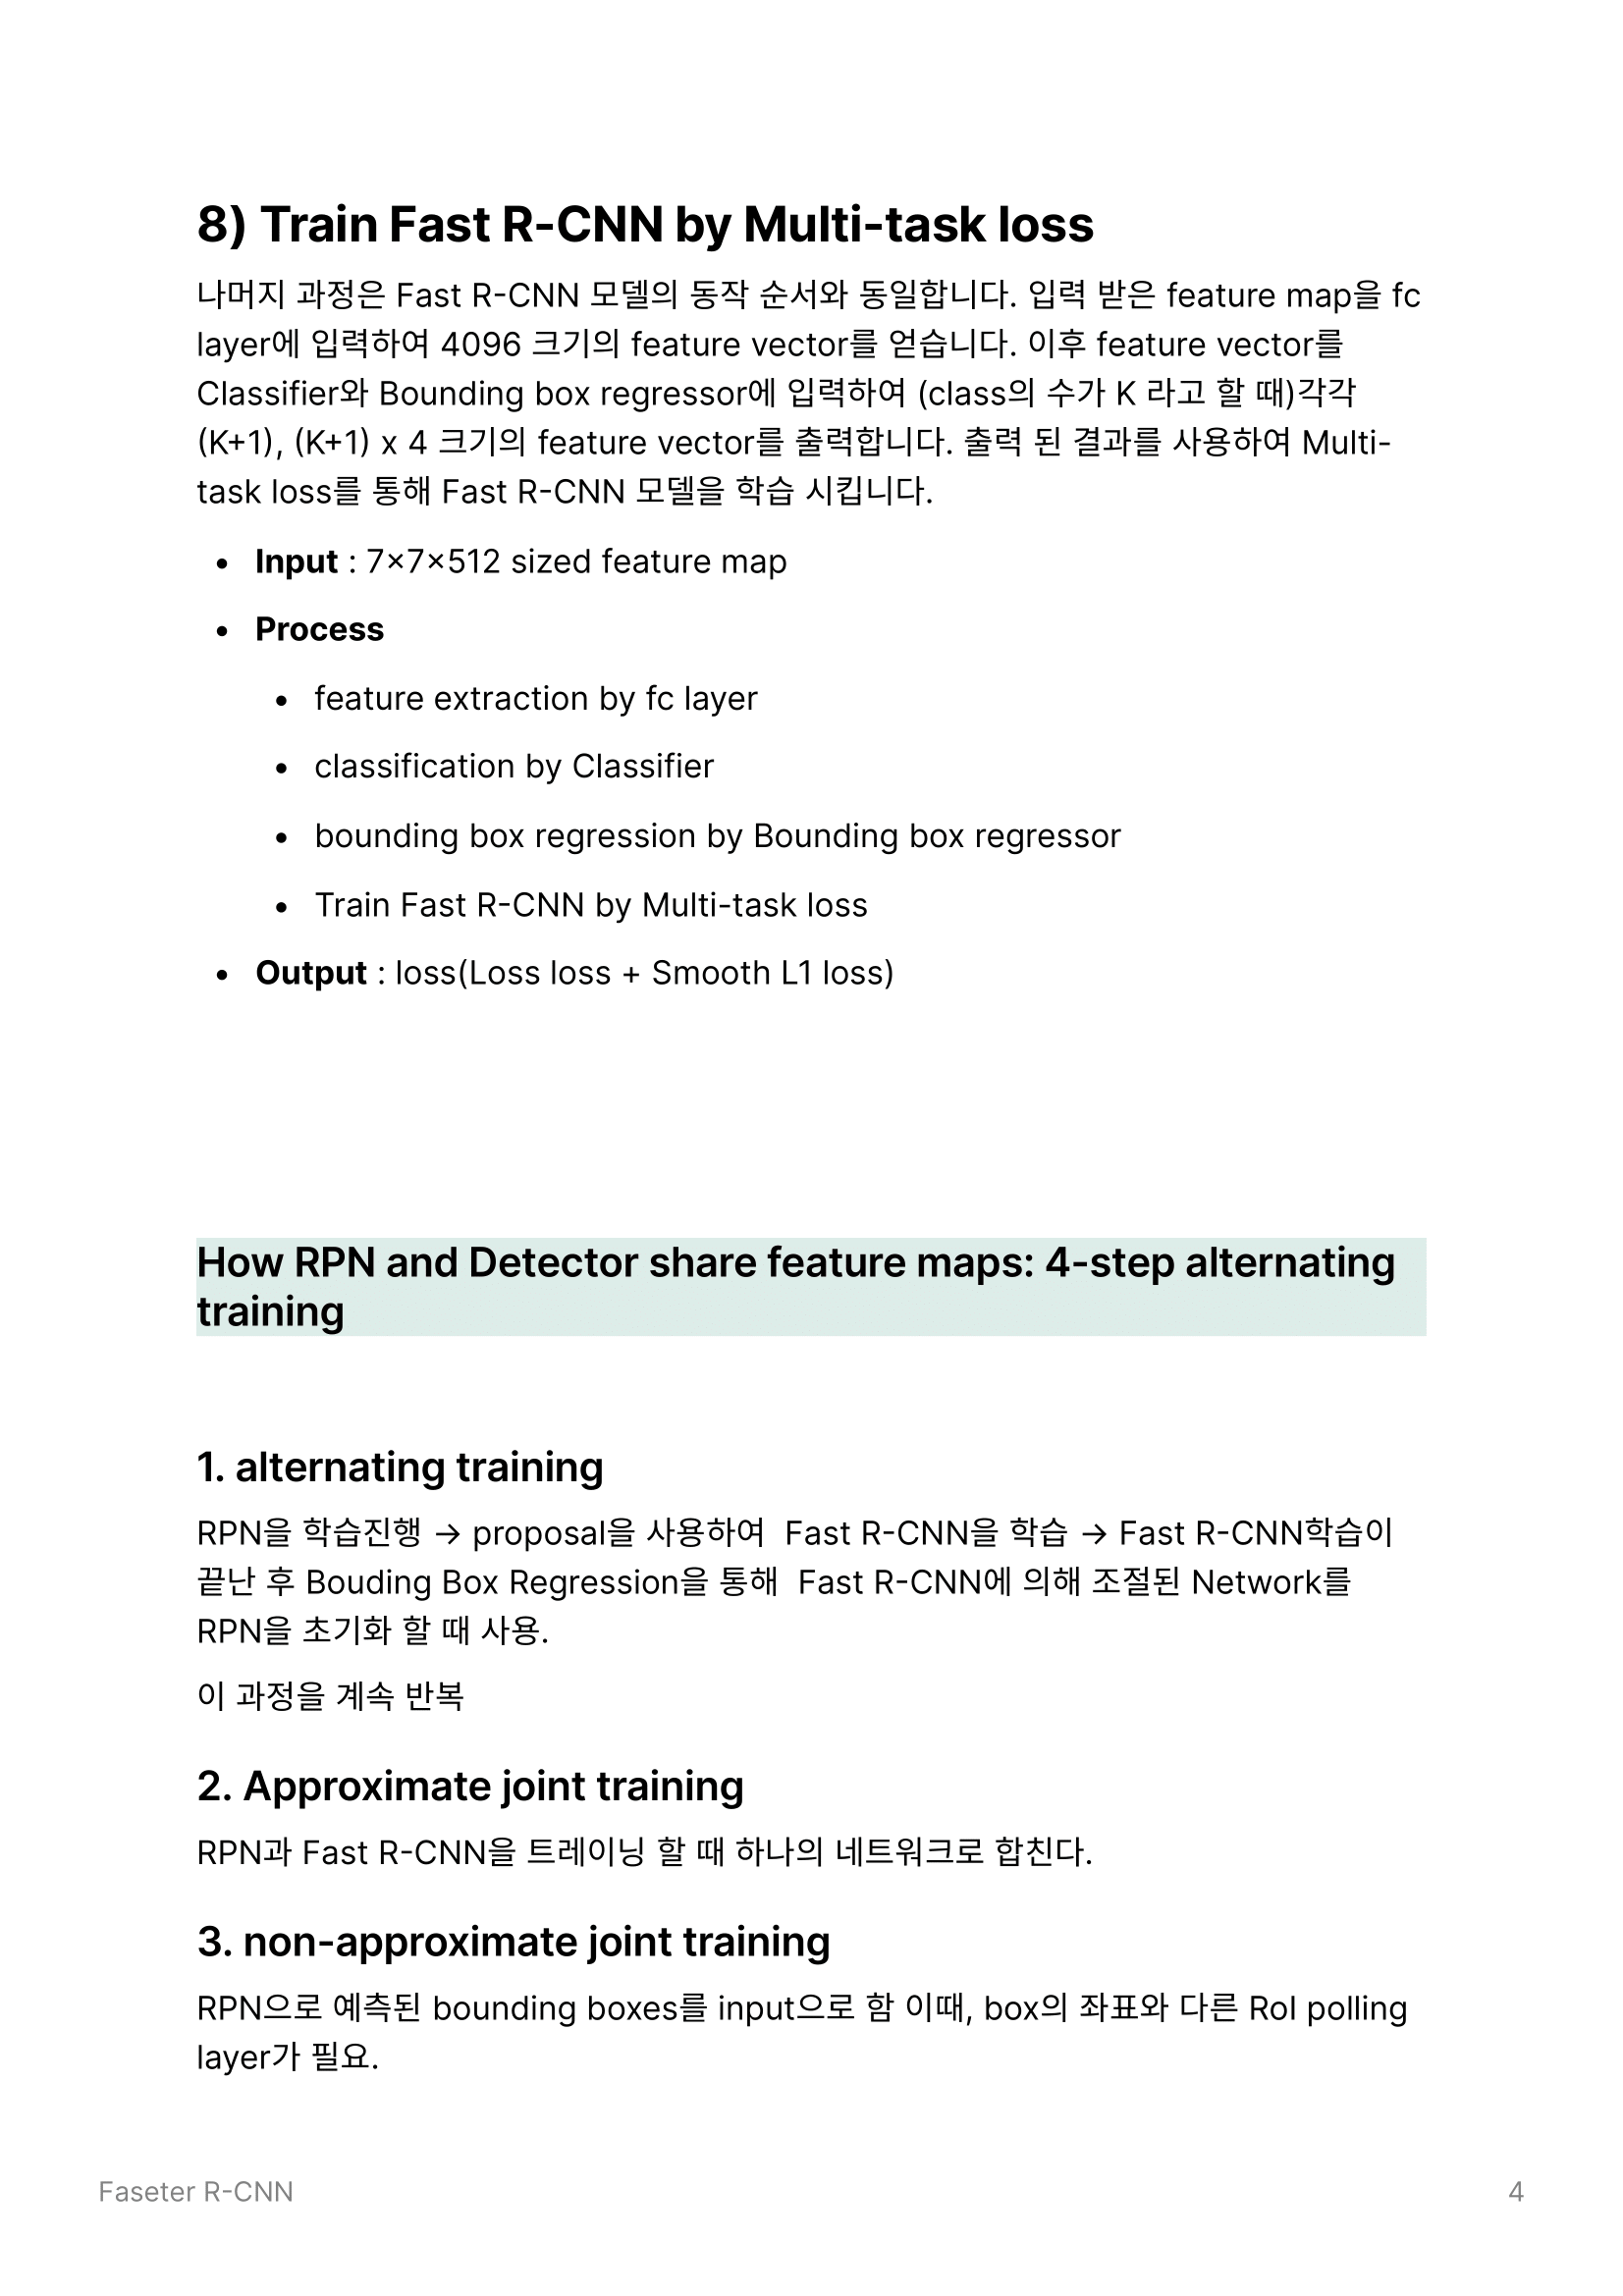 8) Train Fast R-CNN by Multi-task loss
나머지 과정은 Fast R-CNN 모델의 동작 순서와 동일합니다. 입력 받은 feature map을 fc
layer에 입력하여 4096 크기의 feature vector를 얻습니다. 이후 feature vector를
Classifier와 Bounding box regressor에 입력하여 (class의 수가 K 라고 할 때)각각
(K+1), (K+1) x 4 크기의 feature vector를 출력합니다. 출력 된 결과를 사용하여 Multi-
task loss를 통해 Fast R-CNN 모델을 학습 시킵니다.
• Input : 7×7×512 sized feature map
• Process
• feature extraction by fc layer
• classification by Classifier
• bounding box regression by Bounding box regressor
• Train Fast R-CNN by Multi-task loss
• Output : loss(Loss loss + Smooth L1 loss)
How RPN and Detector share feature maps: 4-step alternating
training
1. alternating training
RPN을 학습진행 → proposal을 사용하여  Fast R-CNN을 학습 → Fast R-CNN학습이
끝난 후 Bouding Box Regression을 통해  Fast R-CNN에 의해 조절된 Network를
RPN을 초기화 할 때 사용.
이 과정을 계속 반복
2. Approximate joint training
RPN과 Fast R-CNN을 트레이닝 할 때 하나의 네트워크로 합친다.
3. non-approximate joint training
RPN으로 예측된 bounding boxes를 input으로 함 이때, box의 좌표와 다른 RoI polling
layer가 필요.
Faseter R-CNN
4